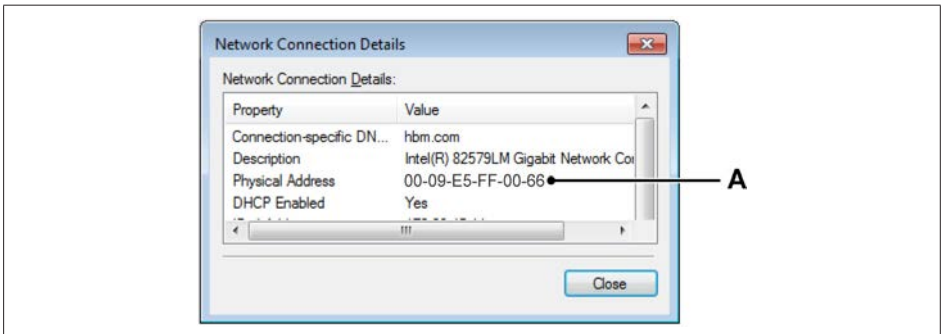 Network Connection Details
Network Connection Details:
Property Value
Connection-specific DN... hbm.com
Description Intel(R) 82579LM Gigabit Network
Physical Address 00-09-E5-FF-00-66
A
DHCP Enabled Yes
Close